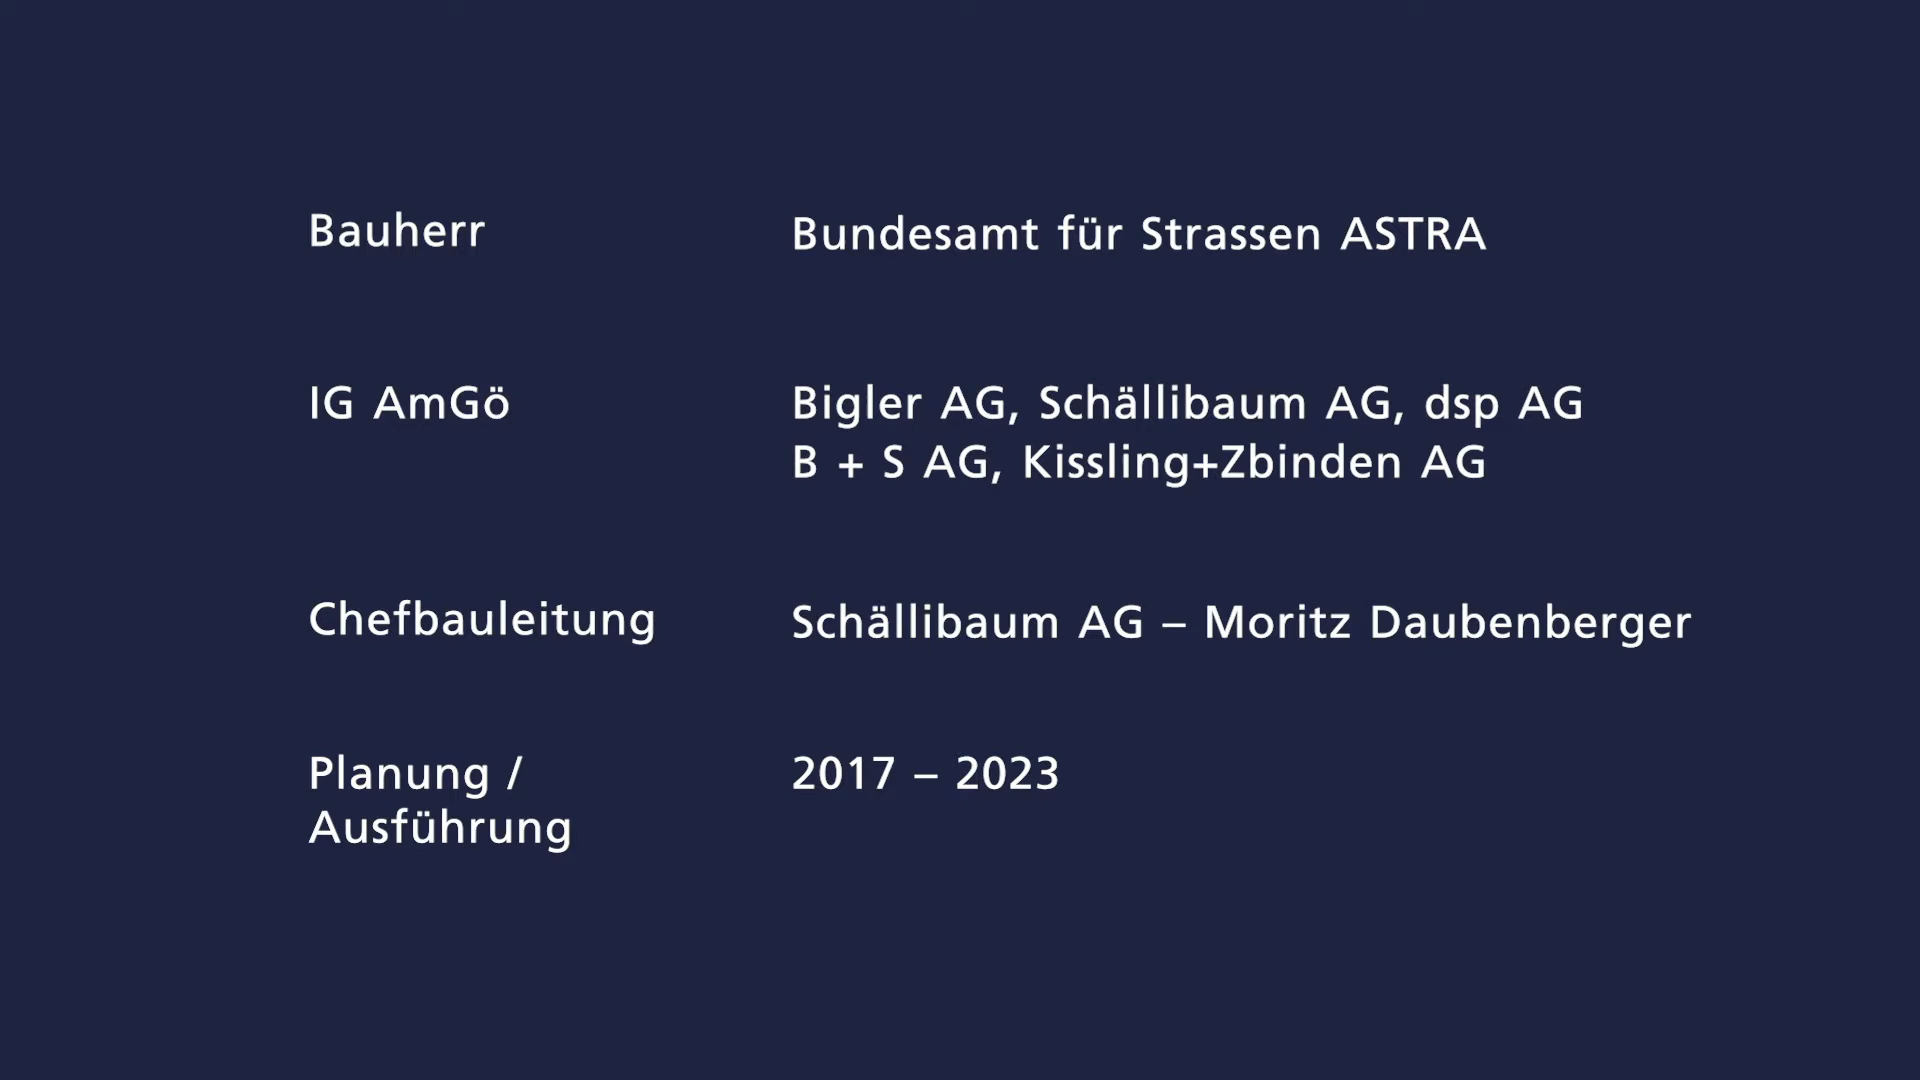 Bauherr
Bundesamt für Strassen ASTRA
IG AmGö
Bigler AG, Schällibaum AG, dsp AG
B + S AG, Kissling+Zbinden AG
Chefbauleitung
Schällibaum AG – Moritz Daubenberger
Planung /
Ausführung
2017 – 2023